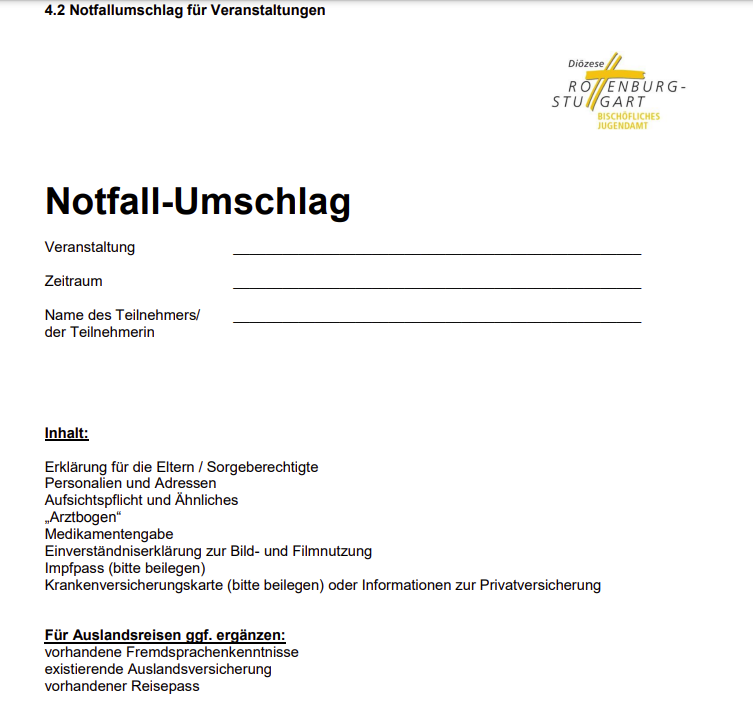 4.2 Notfallumschlag für Veranstaltungen
Diözese
ROTTENBURG-
STUTTGART
BISCHÖFLICHES
JUGENDAMT
Notfall-Umschlag
Veranstaltung
Zeitraum
Name des Teilnehmers/
der Teilnehmerin
Inhalt:
Erklärung für die Eltern / Sorgeberechtigte
Personalien und Adressen
Aufsichtspflicht und Ähnliches
„Arztbogen“
Medikamentengabe
Einverständniserklärung zur Bild- und Filmnutzung
Impfpass (bitte beilegen)
Krankenversicherungskarte (bitte beilegen) oder Informationen zur Privatversicherung
Für Auslandsreisen ggf. ergänzen:
vorhandene Fremdsprachenkenntnisse
existierende Auslandsversicherung
vorhandener Reisepass